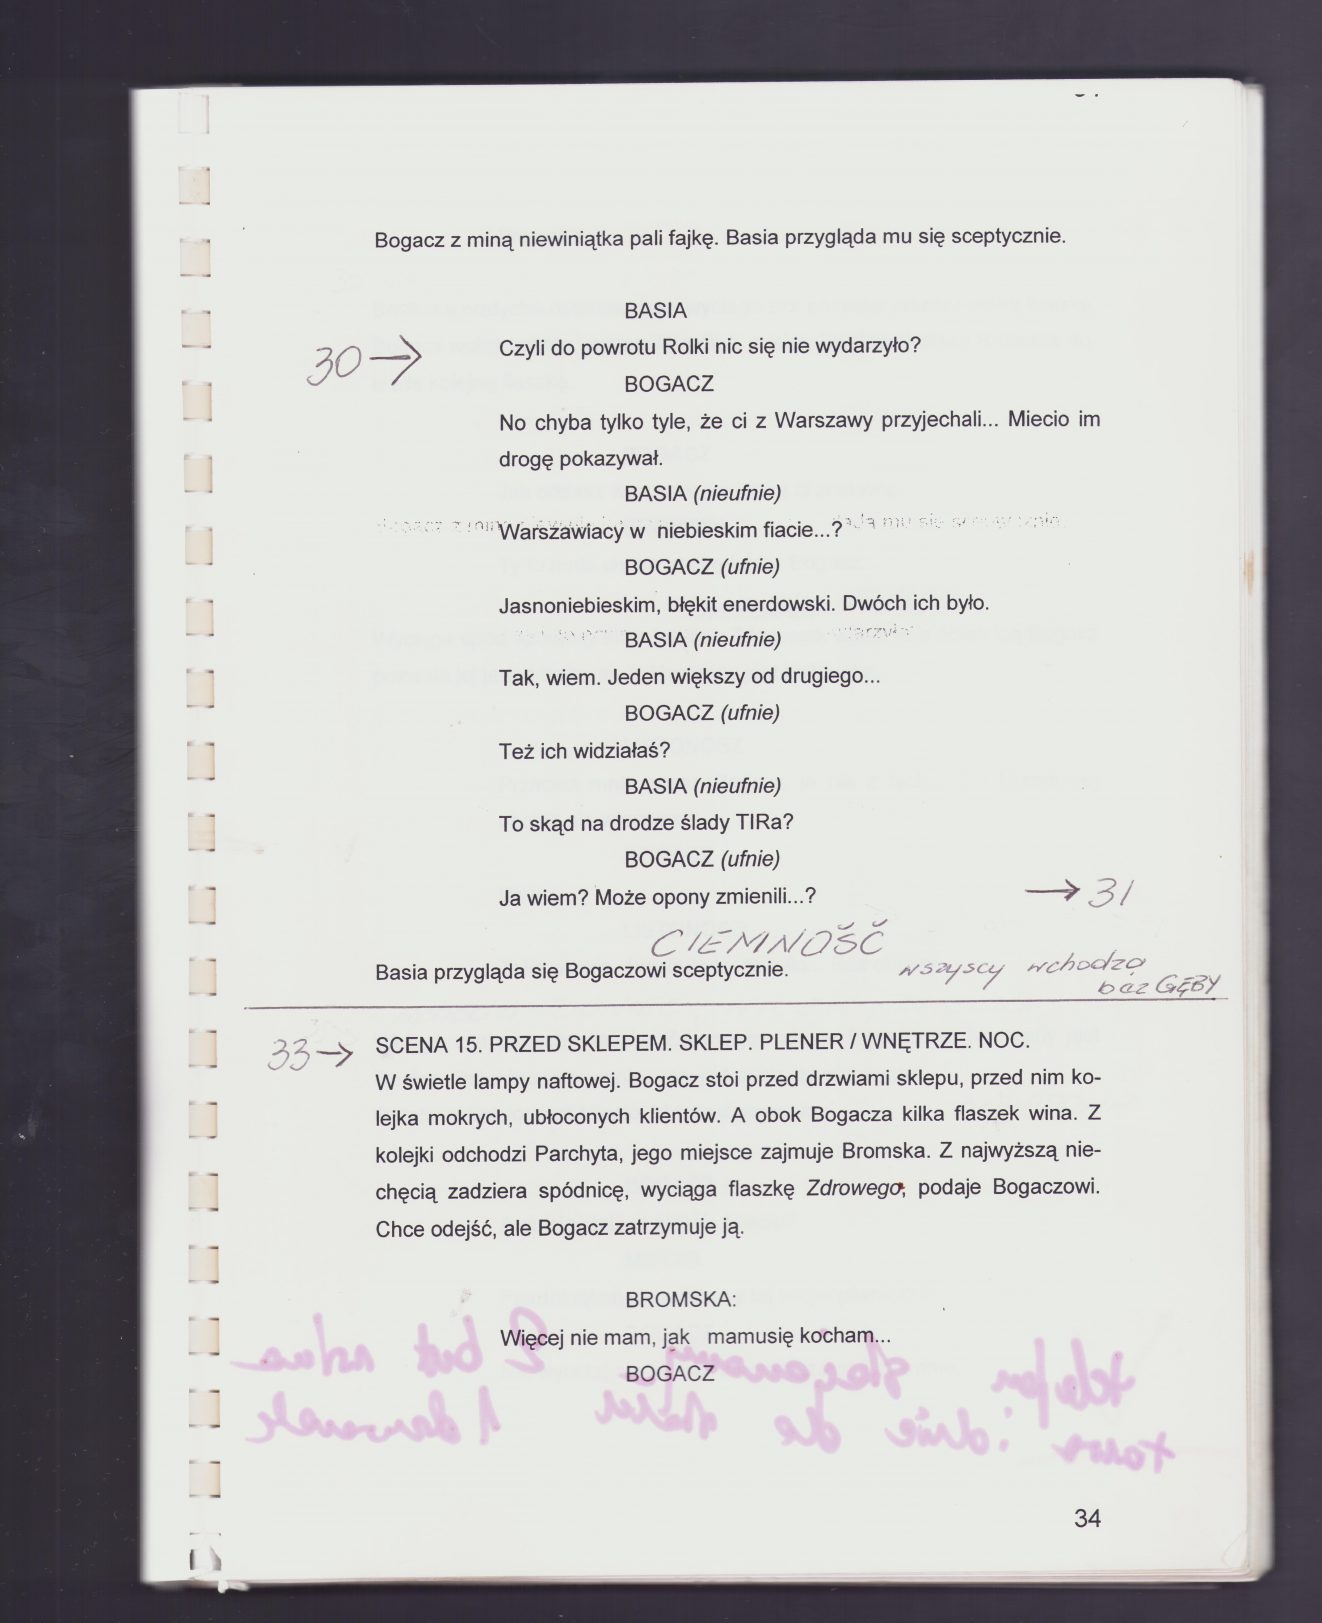 Bogacz z miną niewiniątka pali fajkę. Basia przygląda mu się sceptycznie.
BASIA
30 → Czyli do powrotu Rolki nic się nie wydarzyło?
BOGACZ
No chyba tylko tyle, że ci z Warszawy przyjechali... Miecio im
drogę pokazywał.
BASIA (nieufnie)
Warszawiacy w niebieskim fiacie...?
BOGACZ (ufnie)
Jasnoniebieskim, błękit enerdowski. Dwóch ich było.
BASIA (nieufnie)
Tak, wiem. Jeden większy od drugiego...
BOGACZ (ufnie)
Też ich widziałaś?
BASIA (nieufnie)
To skąd na drodze ślady TIRa?
BOGACZ (ufnie)
Ja wiem? Może opony zmienili...? → 31
CIEMNOŚĆ
Basia przygląda się Bogaczowi sceptycznie. wszyscy wchodzą
bez GĘBY
33 → SCENA 15. PRZED SKLEPEM. SKLEP. PLENER / WNĘTRZE. NOC.
W świetle lampy naftowej. Bogacz stoi przed drzwiami sklepu, przed nim ko-
lejka mokrych, ubłoconych klientów. A obok Bogacza kilka flaszek wina. Z
kolejki odchodzi Parchyta, jego miejsce zajmuje Bromska. Z najwyższą nie-
chęcią zadziera spódnicę, wyciąga flaszkę Zdrowego, podaje Bogaczowi.
Chce odejść, ale Bogacz zatrzymuje ją.
BROMSKA:
Więcej nie mam, jak mamusię kocham...
BOGACZ
34